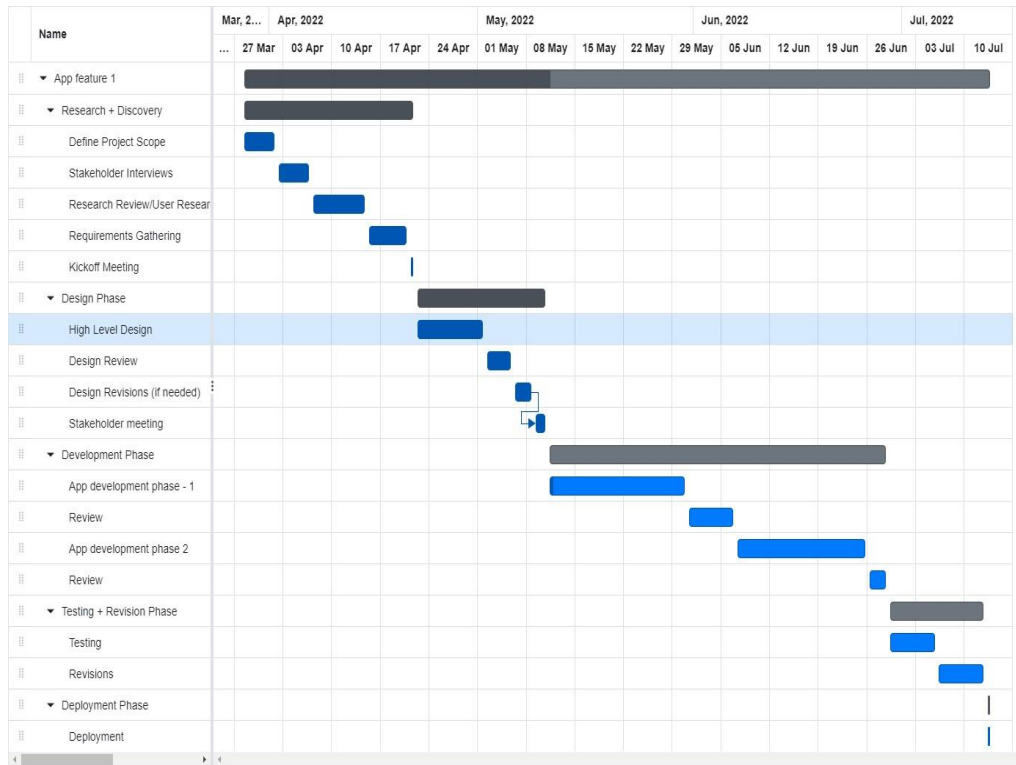 Name
Mar, 2... Apr, 2022 May, 2022 Jun, 2022 Jul, 2022
... 27 Mar 03 Apr 10 Apr 17 Apr 24 Apr 01 May 08 May 15 May 22 May 29 May 05 Jun 12 Jun 19 Jun 26 Jun 03 Jul 10 Jul
App feature 1
Research + Discovery
Define Project Scope
Stakeholder Interviews
Research Review/User Resear
Requirements Gathering
Kickoff Meeting
Design Phase
High Level Design
Design Review
Design Revisions (if needed)
Stakeholder meeting
Development Phase
App development phase - 1
Review
App development phase 2
Review
Testing + Revision Phase
Testing
Revisions
Deployment Phase
Deployment